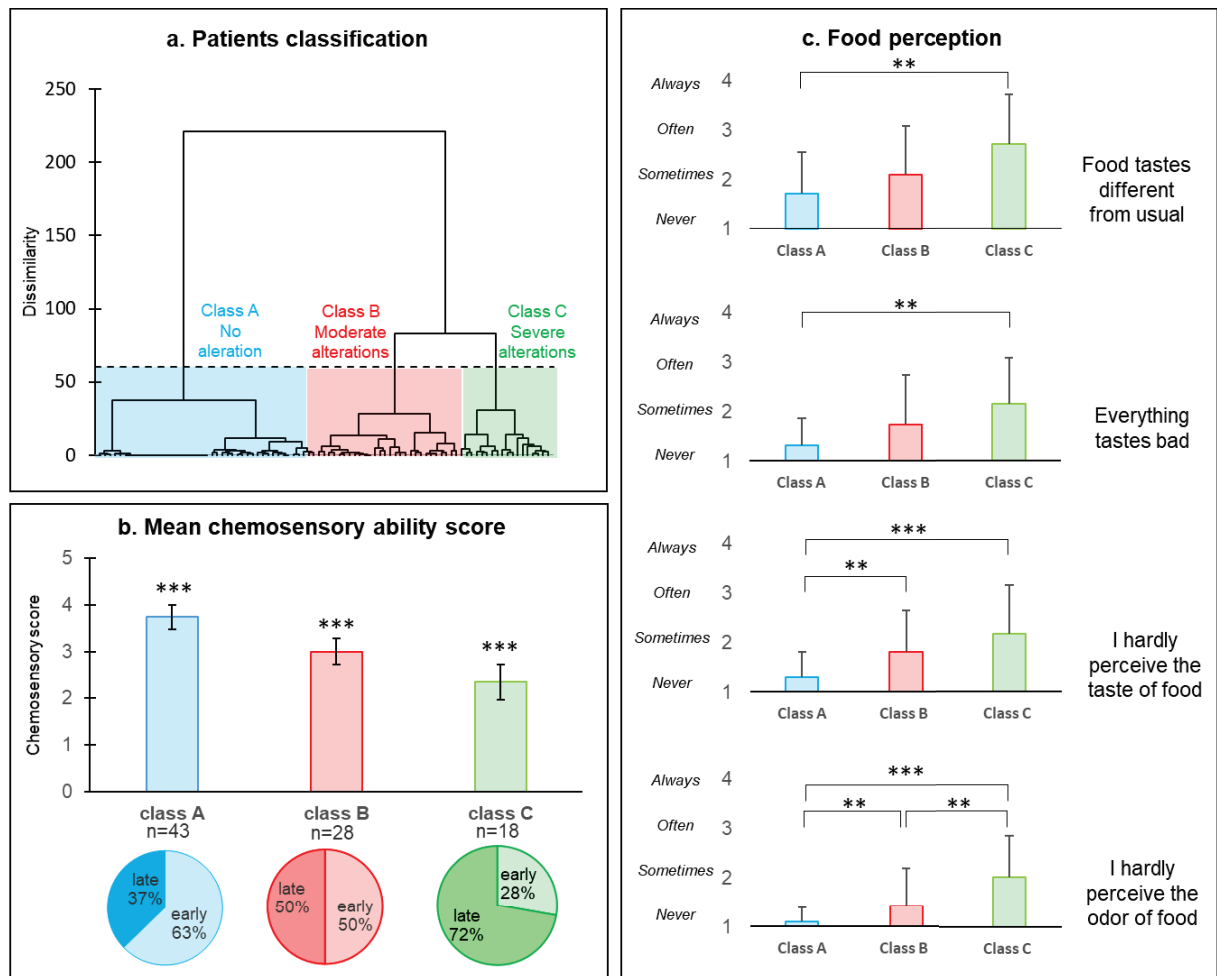 a. Patients classification
250
200
150
100
50
0
Dissimilarity
Class A
No
aleration
Class B
Moderate
alterations
Class C
Severe
alterations
b. Mean chemosensory ability score
5
4
3
2
1
0
Chemosensory score
***
***
***
class A
n=43
class B
n=28
class C
n=18
late
37%
early
63%
late
50%
early
50%
early
28%
late
72%
c. Food perception
Always 4
Often 3
Sometimes 2
Never 1
**
Class A Class B Class C
Food tastes
different
from usual
Always 4
Often 3
Sometimes 2
Never 1
**
Class A Class B Class C
Everything
tastes bad
Always 4
Often 3
Sometimes 2
Never 1
***
**
Class A Class B Class C
I hardly
perceive the
taste of food
Always 4
Often 3
Sometimes 2
Never 1
***
** **
Class A Class B Class C
I hardly
perceive the
odor of food